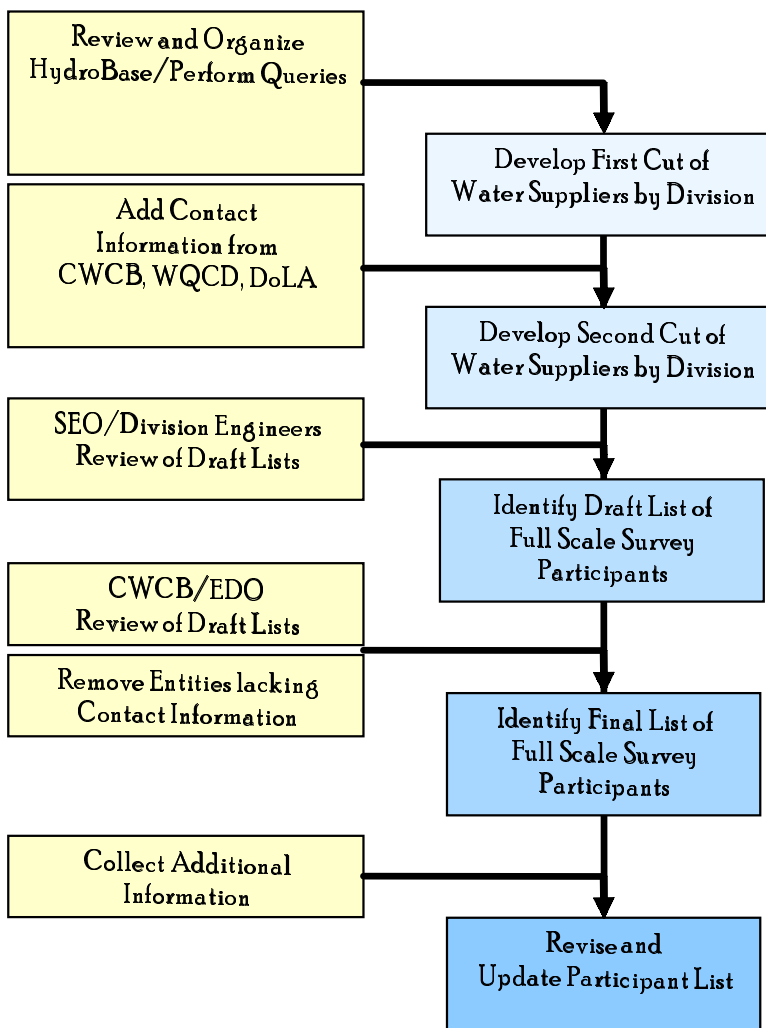 Review and Organize
HydroBase/Perform Queries
Develop First Cut of
Water Suppliers by Division
Add Contact
Information from
CWCB, WQCD, DoLA
Develop Second Cut of
Water Suppliers by Division
SEO/Division Engineers
Review of Draft Lists
Identify Draft List of
Full Scale Survey
Participants
CWCB/EDO
Review of Draft Lists
Remove Entities lacking
Contact Information
Identify Final List of
Full Scale Survey
Participants
Collect Additional
Information
Revise and
Update Participant List